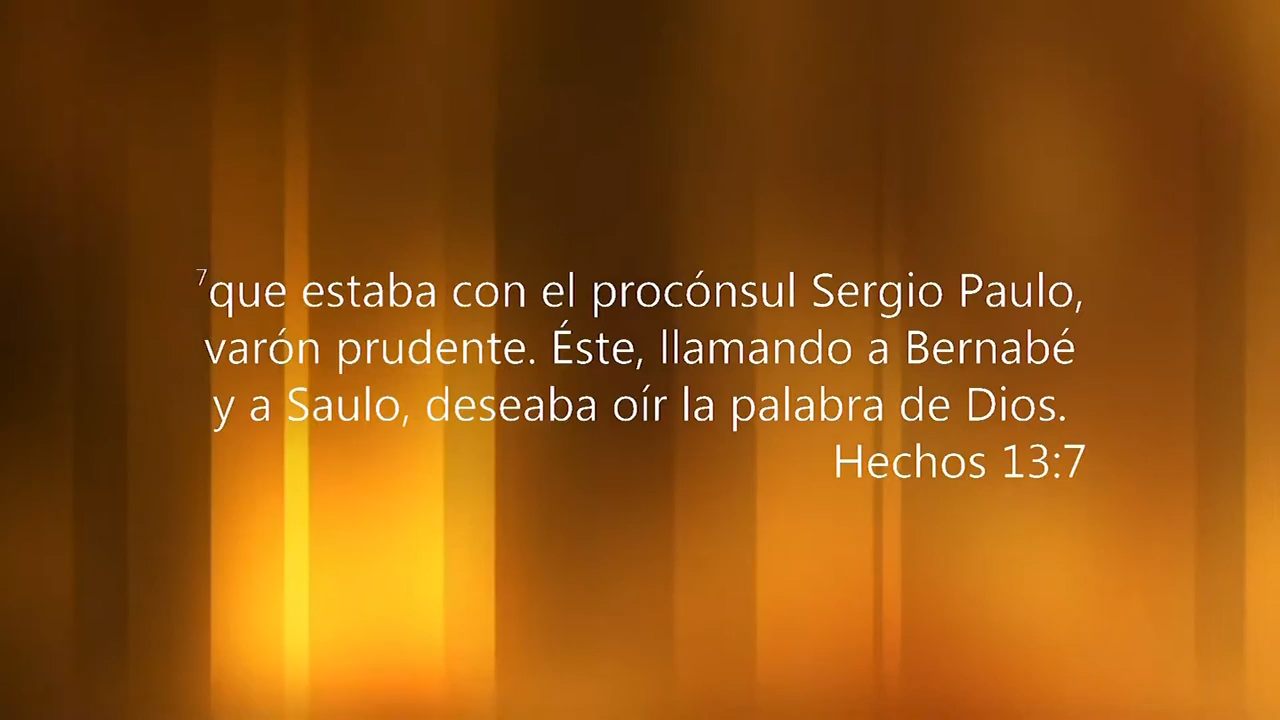 ⁷que estaba con el procónsul Sergio Paulo,
varón prudente. Éste, llamando a Bernabé
y a Saulo, deseaba oír la palabra de Dios.
Hechos 13:7